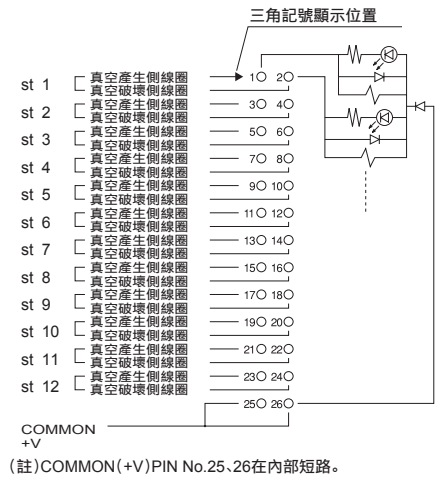 三角記號顯示位置
st 1 真空產生側線圈 1 2
真空破壞側線圈
st 2 真空產生側線圈 3 4
真空破壞側線圈
st 3 真空產生側線圈 5 6
真空破壞側線圈
st 4 真空產生側線圈 7 8
真空破壞側線圈
st 5 真空產生側線圈 9 10
真空破壞側線圈
st 6 真空產生側線圈 11 12
真空破壞側線圈
st 7 真空產生側線圈 13 14
真空破壞側線圈
st 8 真空產生側線圈 15 16
真空破壞側線圈
st 9 真空產生側線圈 17 18
真空破壞側線圈
st 10 真空產生側線圈 19 20
真空破壞側線圈
st 11 真空產生側線圈 21 22
真空破壞側線圈
st 12 真空產生側線圈 23 24
真空破壞側線圈
25 26
COMMON
+V
(註)COMMON(+V)PIN No.25、26在內部短路。